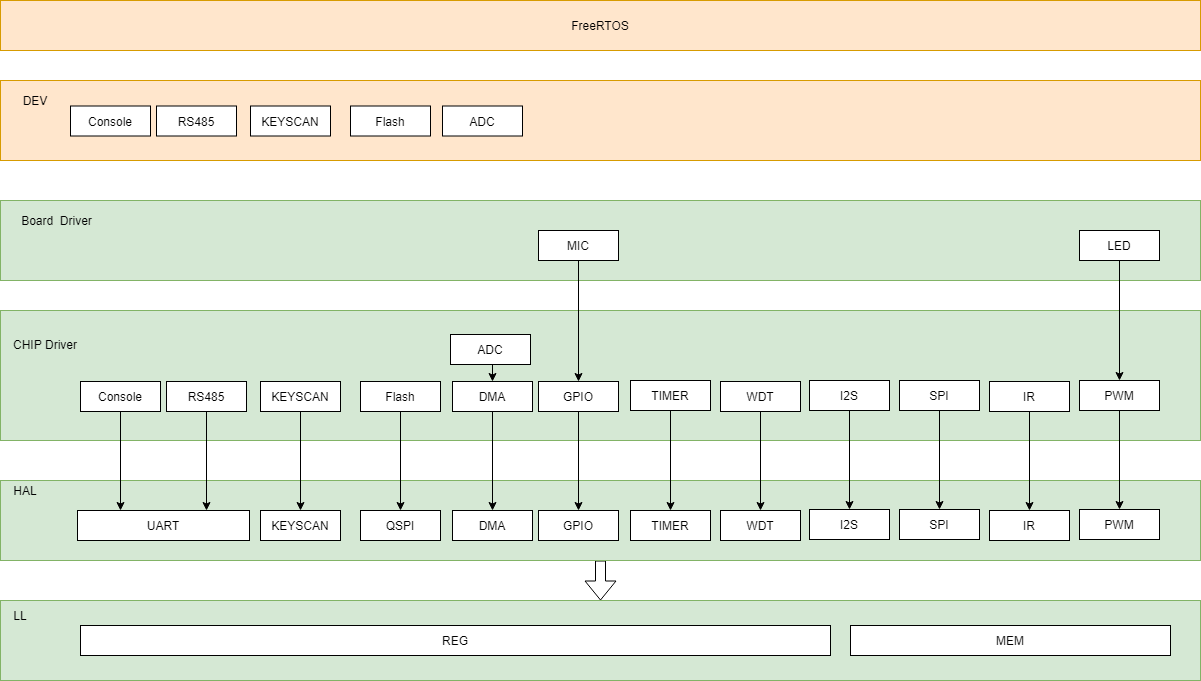 FreeRTOS
DEV
Console RS485 KEYSCAN Flash ADC
Board Driver
MIC LED
CHIP Driver
ADC
Console RS485 KEYSCAN Flash DMA GPIO TIMER WDT I2S SPI IR PWM
HAL
UART KEYSCAN QSPI DMA GPIO TIMER WDT I2S SPI IR PWM
LL
REG MEM